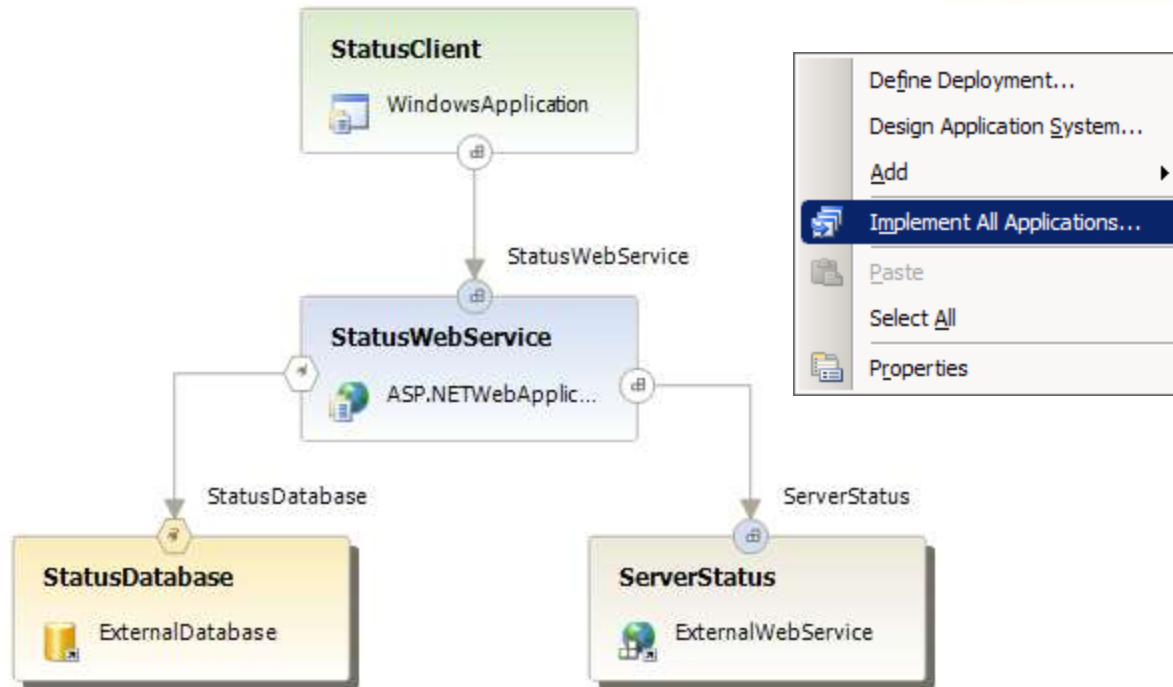 StatusClient
WindowsApplication
StatusWebService
StatusWebService
ASP.NETWebApplic...
StatusDatabase
ServerStatus
StatusDatabase
ExternalDatabase
ServerStatus
ExternalWebService
Define Deployment...
Design Application System...
Add
Implement All Applications...
Paste
Select All
Properties